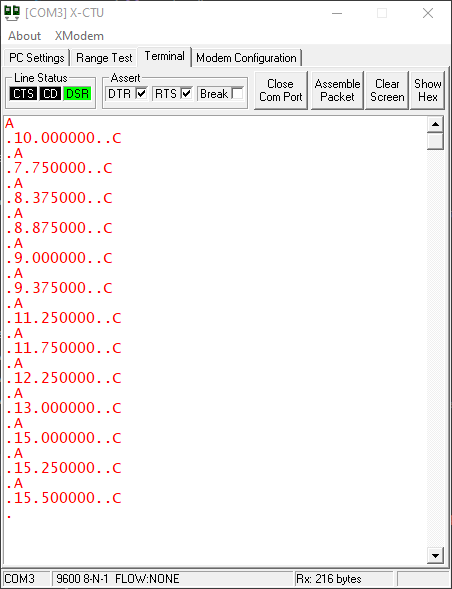 [COM3] X-CTU
About XModem
PC Settings Range Test Terminal Modem Configuration
Line Status
CTS CD DSR
Assert
DTR RTS Break
Close
Com Port
Assemble
Packet
Clear
Screen
Show
Hex
A
.10.000000..C
.A
.7.750000..C
.A
.8.375000..C
.A
.8.875000..C
.A
.9.000000..C
.A
.9.375000..C
.A
.11.250000..C
.A
.11.750000..C
.A
.12.250000..C
.A
.13.000000..C
.A
.15.000000..C
.A
.15.250000..C
.A
.15.500000..C
.
COM3 9600 8-N-1 FLOW:NONE Rx: 216 bytes